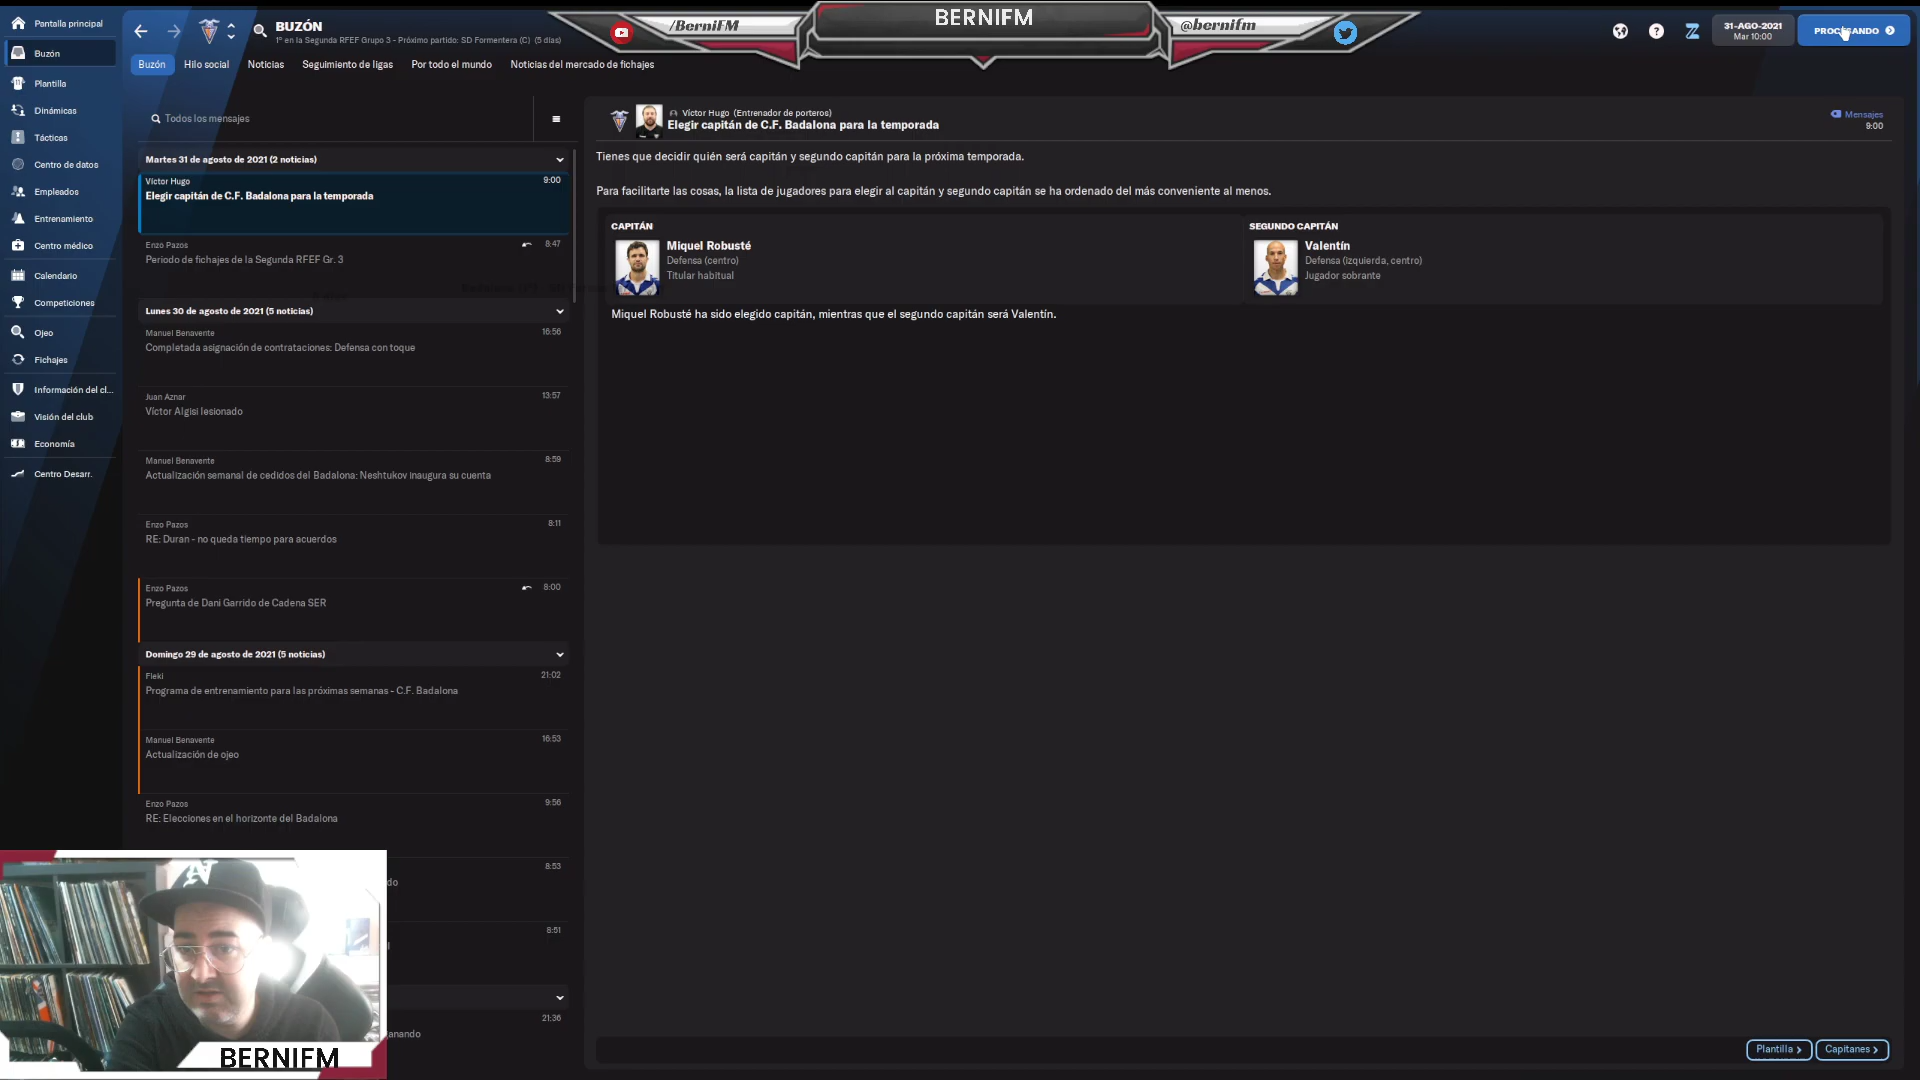 Pantalla principal
Buzón
Plantilla
Dinámicas
Tácticas
Centro de datos
Empleados
Entrenamiento
Centro médico
Calendario
Competiciones
Ojeo
Fichajes
Información del cl...
Visión del club
Economía
Centro Desarr.
BUZÓN
1º en la Segunda RFEF Grupo 3 - Próximo partido: SD Formentera (C) (5 días)
/BerniFM
BERNIFM
@bernifm
31-AGO-2021
Mar 10:00
Buzón
Hilo social
Noticias
Seguimiento de ligas
Por todo el mundo
Noticias del mercado de fichajes
Todos los mensajes
Martes 31 de agosto de 2021 (2 noticias)
Víctor Hugo 9:00
Elegir capitán de C.F. Badalona para la temporada
Enzo Pazos 8:47
Periodo de fichajes de la Segunda RFEF Gr. 3
Lunes 30 de agosto de 2021 (5 noticias)
Manuel Benavente 16:56
Completada asignación de contrataciones: Defensa con toque
Juan Aznar 13:57
Víctor Algisi lesionado
Manuel Benavente 8:59
Actualización semanal de cedidos del Badalona: Neshtukov inaugura su cuenta
Enzo Pazos 8:11
RE: Duran - no queda tiempo para acuerdos
Enzo Pazos 8:00
Pregunta de Dani Garrido de Cadena SER
Domingo 29 de agosto de 2021 (5 noticias)
Fleki 21:02
Programa de entrenamiento para las próximas semanas - C.F. Badalona
Manuel Benavente 16:53
Actualización de ojeo
Enzo Pazos 9:56
RE: Elecciones en el horizonte del Badalona
8:53
do
8:51
21:36
anando
Víctor Hugo (Entrenador de porteros)
Elegir capitán de C.F. Badalona para la temporada
Mensajes
9:00
Tienes que decidir quién será capitán y segundo capitán para la próxima temporada.
Para facilitarte las cosas, la lista de jugadores para elegir al capitán y segundo capitán se ha ordenado del más conveniente al menos.
CAPITÁN
Miquel Robusté
Defensa (centro)
Titular habitual
SEGUNDO CAPITÁN
Valentín
Defensa (izquierda, centro)
Jugador sobrante
Miquel Robusté ha sido elegido capitán, mientras que el segundo capitán será Valentín.
Plantilla
Capitanes
BERNIFM